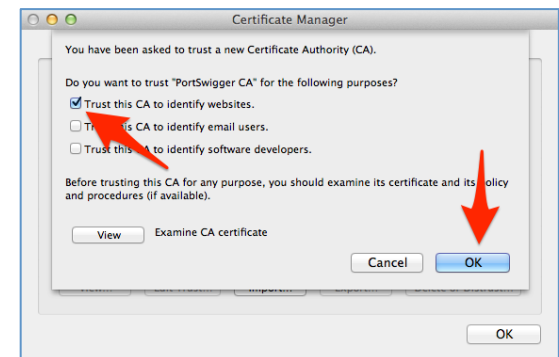 Certificate Manager
You have been asked to trust a new Certificate Authority (CA).
Do you want to trust "PortSwigger CA" for the following purposes?
Trust this CA to identify websites.
this CA to identify email users.
Trust this CA to identify software developers.
Before trusting this CA for any purpose, you should examine its certificate and its policy
and procedures (if available).
View Examine CA certificate
Cancel OK
OK